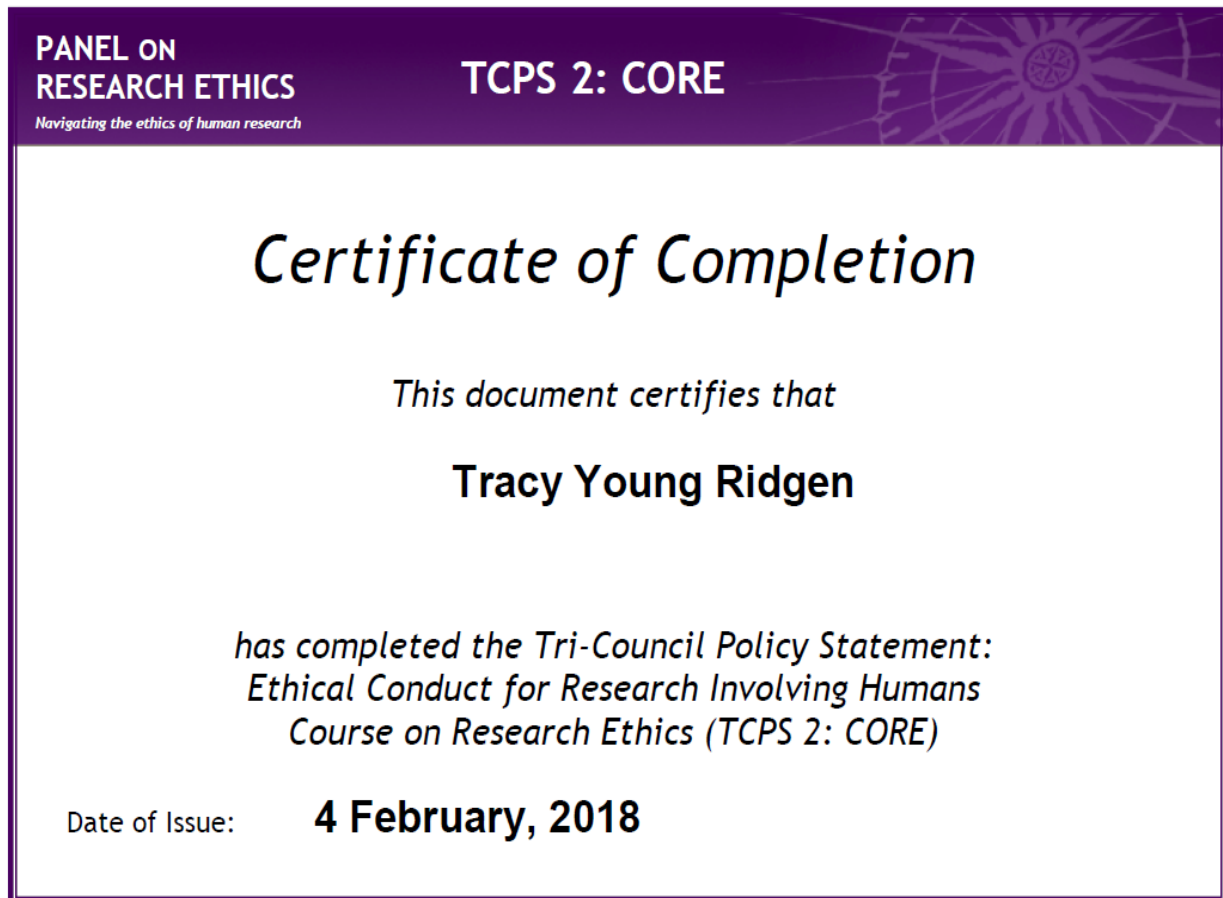 PANEL ON
RESEARCH ETHICS
Navigating the ethics of human research
TCPS 2: CORE
Certificate of Completion
This document certifies that
Tracy Young Ridgen
has completed the Tri-Council Policy Statement:
Ethical Conduct for Research Involving Humans
Course on Research Ethics (TCPS 2: CORE)
Date of Issue: 4 February, 2018